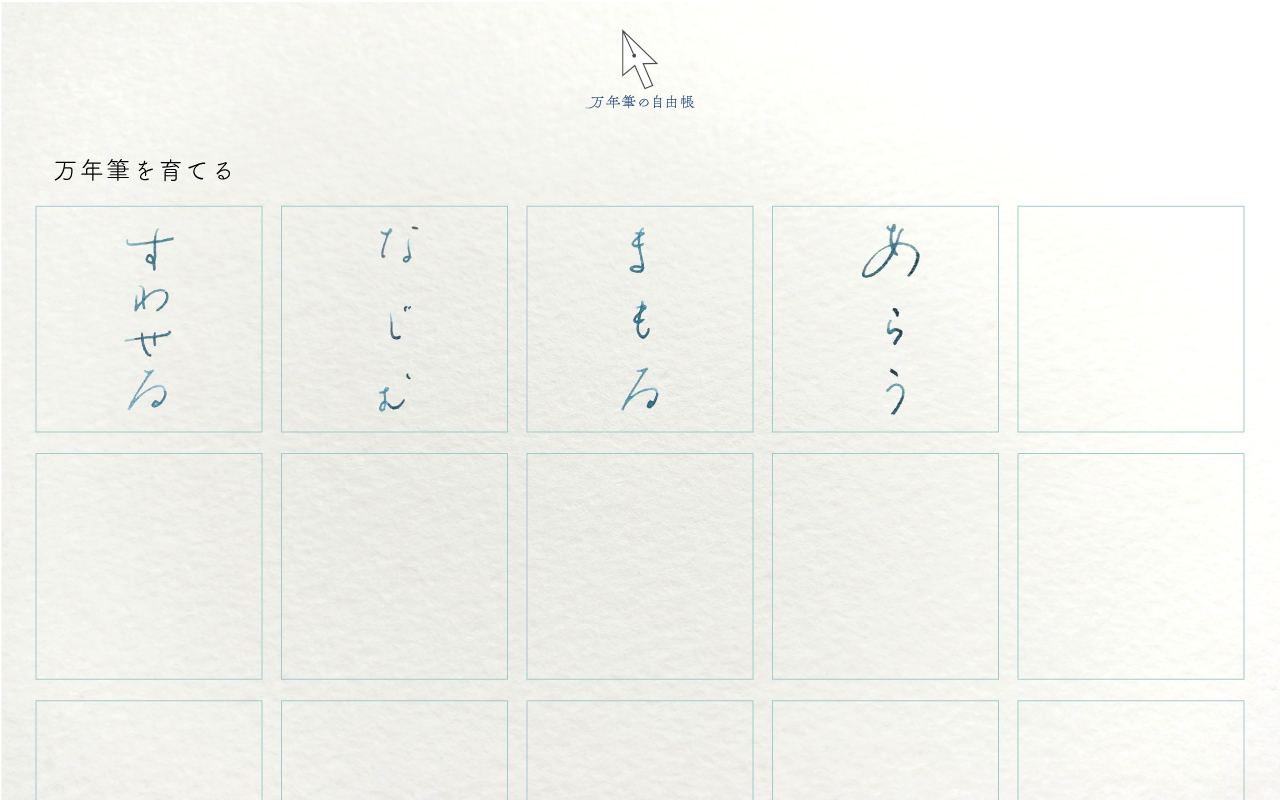 万年筆の自由帳
万年筆を育てる
すわせる
なじむ
まもる
あらう